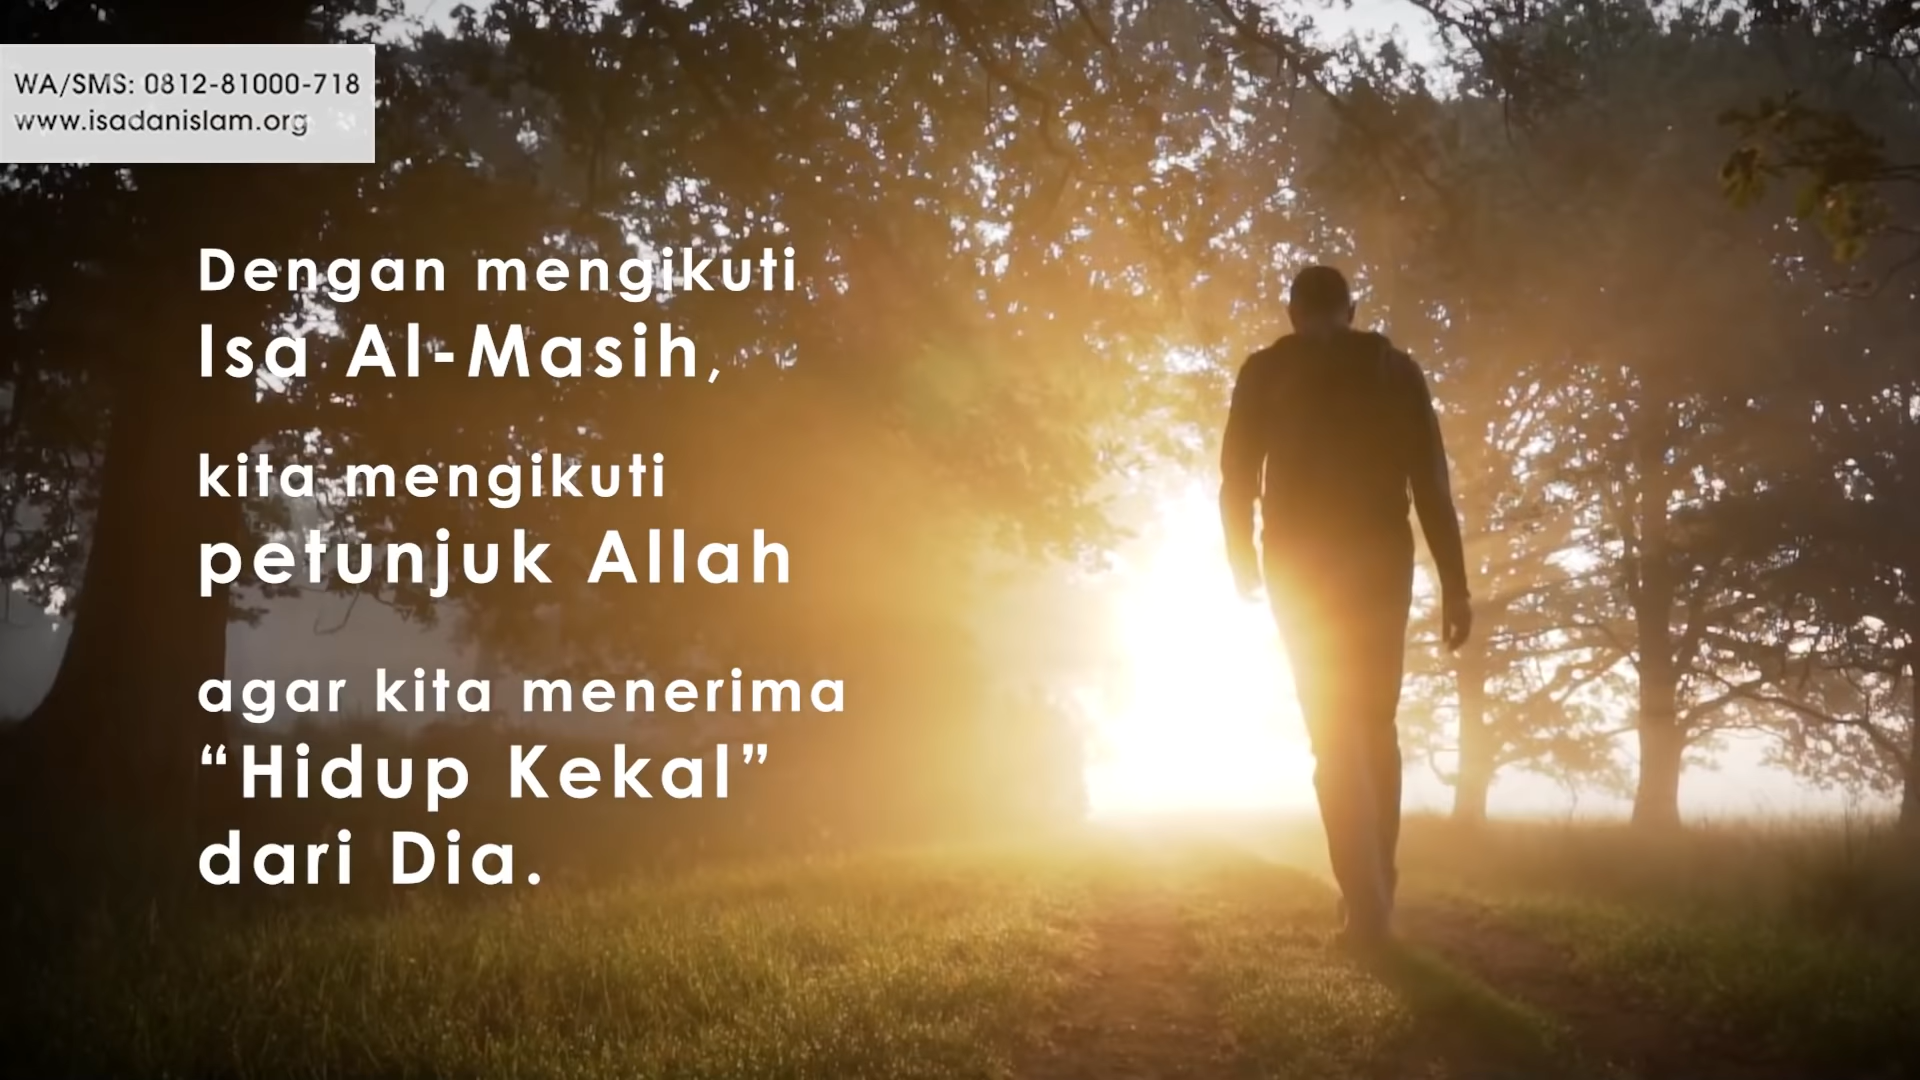 WA/SMS: 0812-81000-718
www.isadanislam.org
Dengan mengikuti
Isa Al-Masih,
kita mengikuti
petunjuk Allah
agar kita menerima
“Hidup Kekal”
dari Dia.